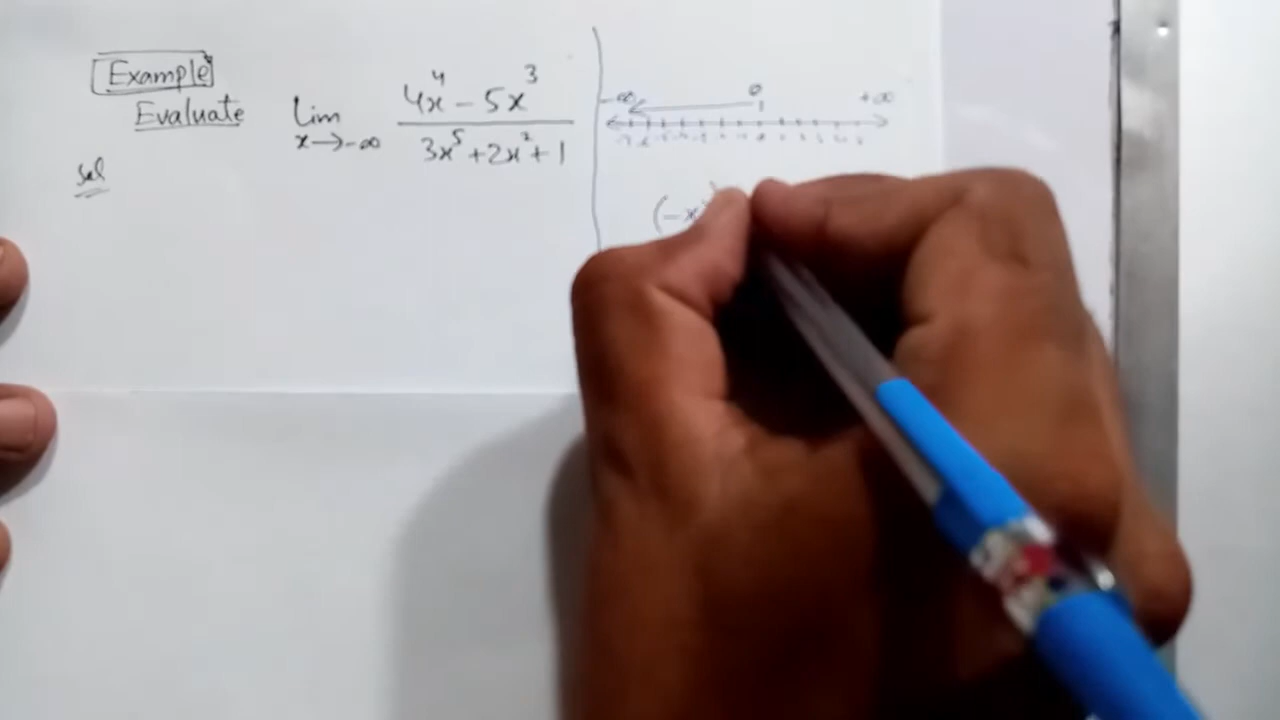 Example
Evaluate Lim x→-∞ (4x⁴ - 5x³)/(3x⁵ + 2x² + 1)
Sol
-∞ 0 +∞
(-x